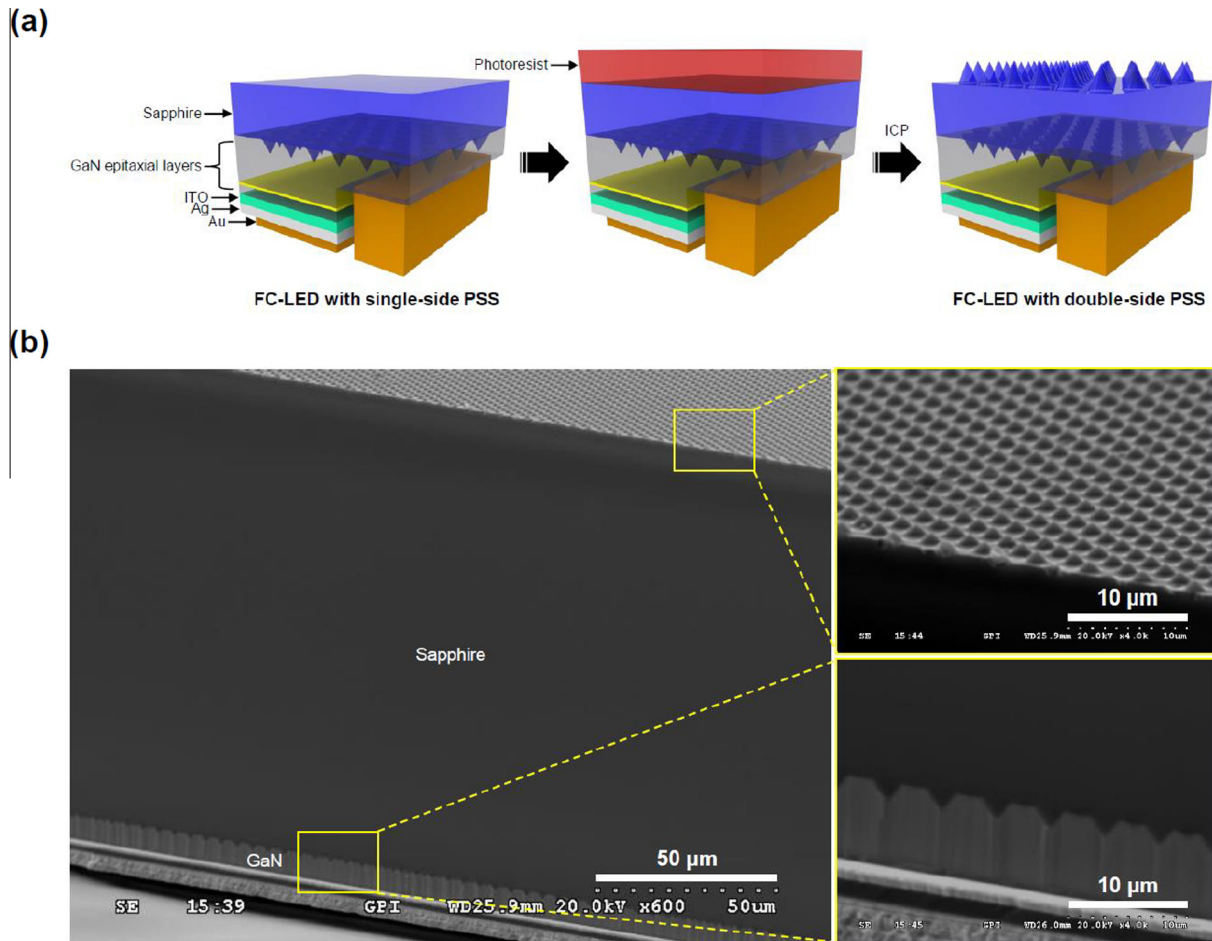 (a)
Photoresist
Sapphire
ICP
GaN epitaxial layers
ITO
Ag
Au
FC-LED with single-side PSS
FC-LED with double-side PSS
(b)
10 μm
SE 15:44 GPI WD25.9mm 20.0kV x4.0k 10um
Sapphire
GaN
50 μm
SE 15:39 GPI WD25.9mm 20.0kV x600 50um
10 μm
SE 15:45 GPI WD26.0mm 20.0kV x4.0k 10um